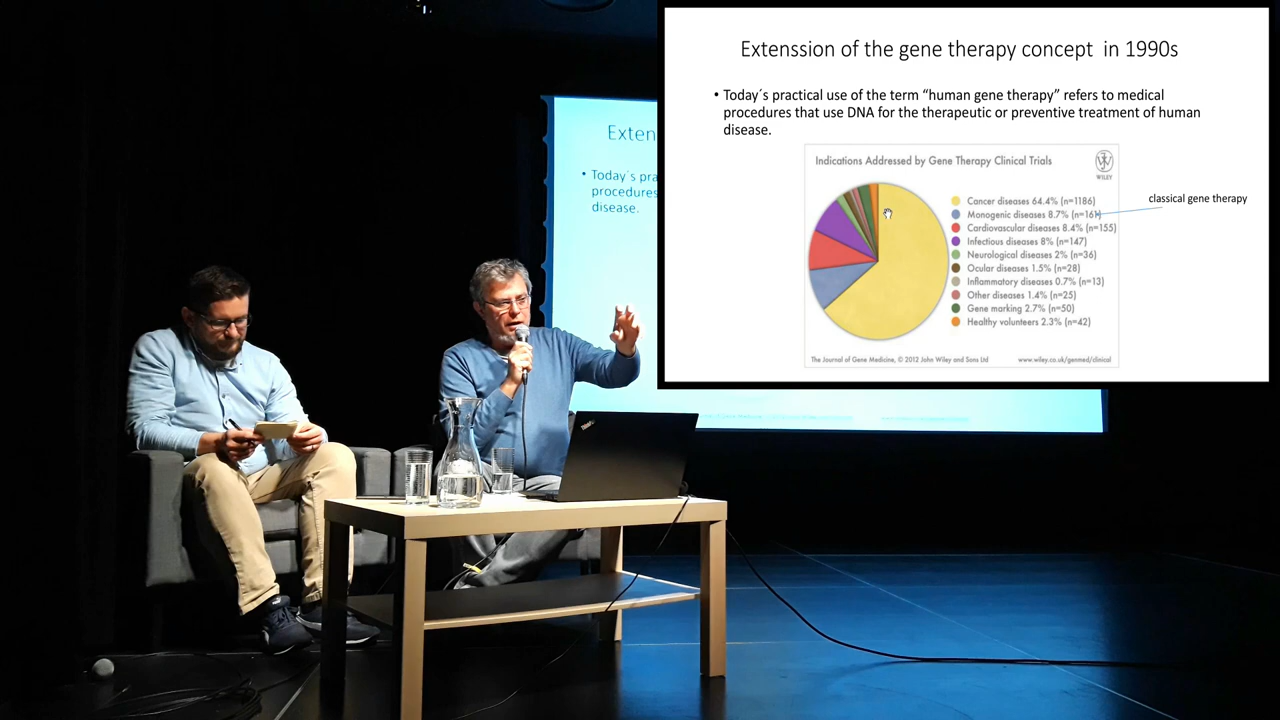 Extenssion of the gene therapy concept in 1990s
• Today´s practical use of the term “human gene therapy” refers to medical
procedures that use DNA for the therapeutic or preventive treatment of human
disease.
Indications Addressed by Gene Therapy Clinical Trials
WILEY
Cancer diseases 64.4% (n=1186)
Monogenic diseases 8.7% (n=161)
classical gene therapy
Cardiovascular diseases 8.4% (n=155)
Infectious diseases 8% (n=147)
Neurological diseases 2% (n=36)
Ocular diseases 1.5% (n=28)
Inflammatory diseases 0.7% (n=13)
Other diseases 1.4% (n=25)
Gene marking 2.7% (n=50)
Healthy volunteers 2.3% (n=42)
The Journal of Gene Medicine, © 2012 John Wiley and Sons Ltd
www.wiley.co.uk/genmed/clinical
Exten
• Today´s pra
procedures
disease.
ThinkPad